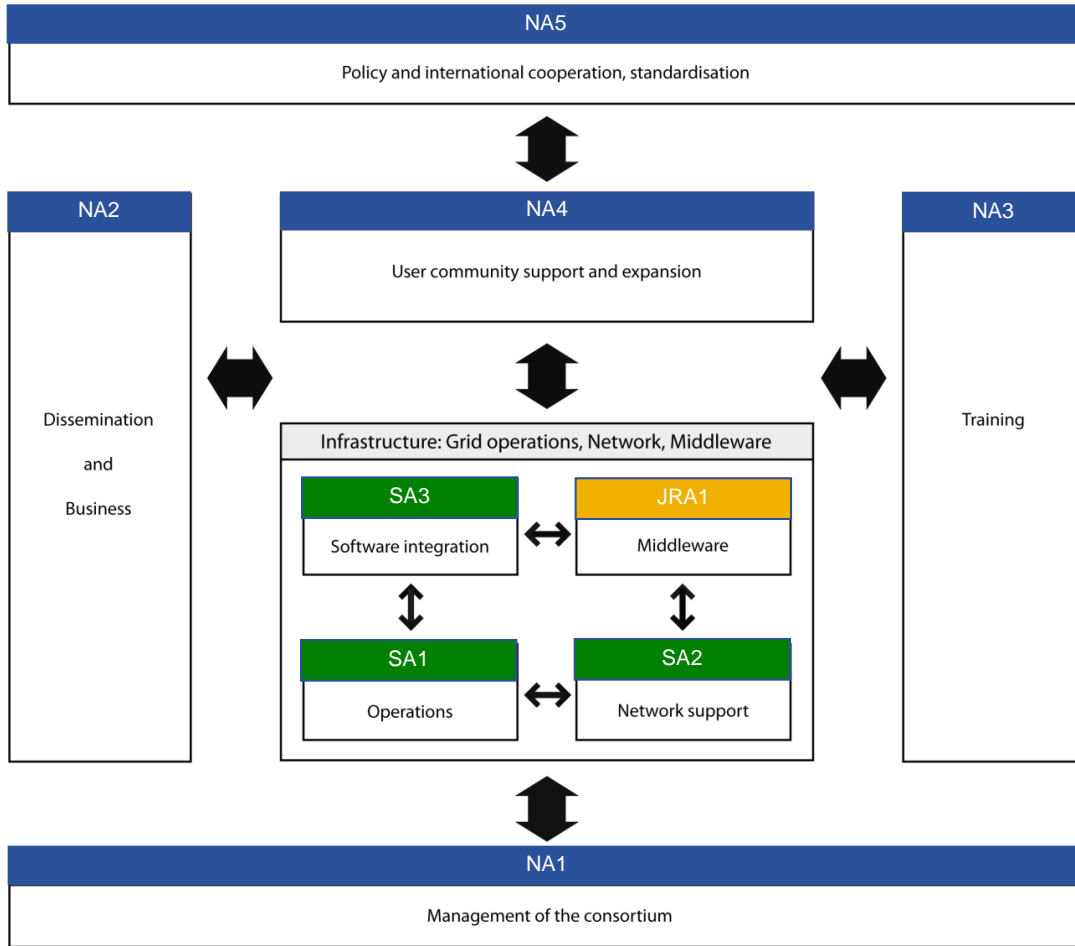 NA5
Policy and international cooperation, standardisation
NA2
NA4
NA3
User community support and expansion
Dissemination
and
Business
Training
Infrastructure: Grid operations, Network, Middleware
SA3
JRA1
Software integration
Middleware
SA1
SA2
Operations
Network support
NA1
Management of the consortium